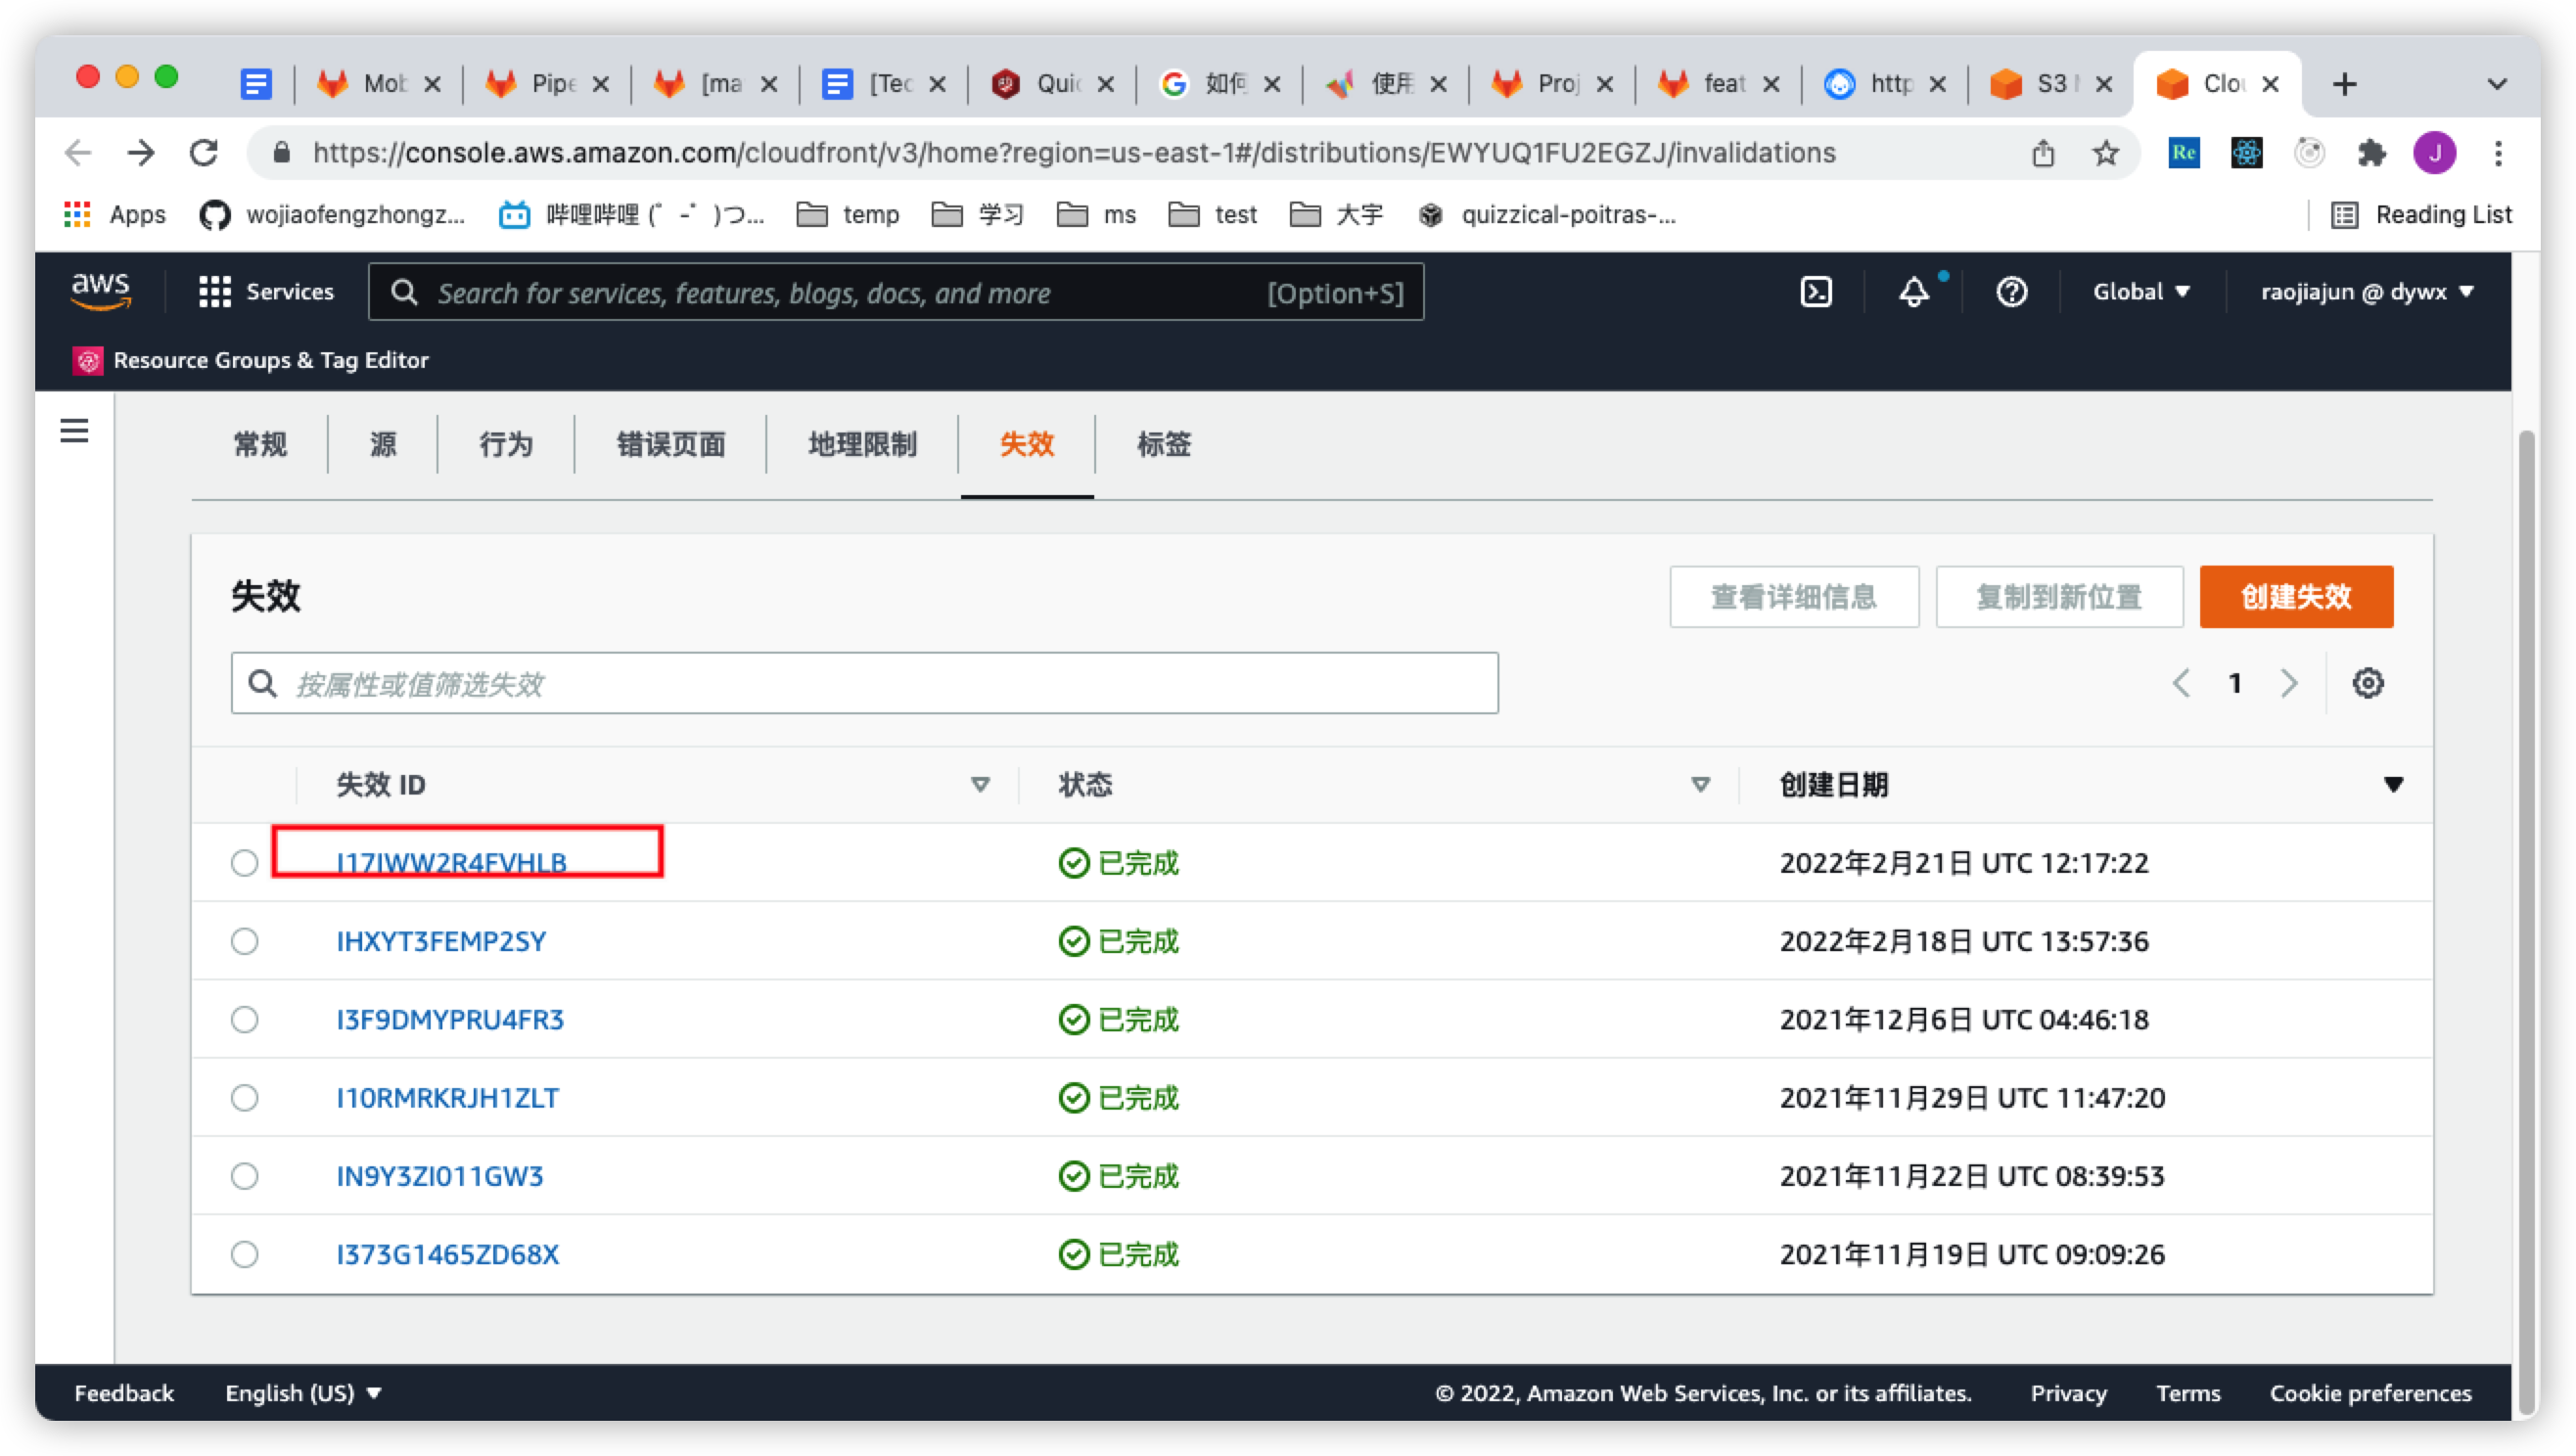 Mob
Pipe
[ma
[Tec
Quic
如何
使用
Proj
feat
http
S3
Clou
https://console.aws.amazon.com/cloudfront/v3/home?region=us-east-1#/distributions/EWYUQ1FU2EGZJ/invalidations
Re
J
Apps
wojiaofengzhongz...
哔哩哔哩 (゜-゜)つ...
temp
学习
ms
test
大宇
quizzical-poitras-...
Reading List
aws
Services
Search for services, features, blogs, docs, and more
[Option+S]
Global
raojiajun @ dywx
Resource Groups & Tag Editor
常规
源
行为
错误页面
地理限制
失效
标签
失效
查看详细信息
复制到新位置
创建失效
按属性或值筛选失效
1
失效 ID
状态
创建日期
I17IWW2R4FVHLB
已完成
2022年2月21日 UTC 12:17:22
IHXYT3FEMP2SY
已完成
2022年2月18日 UTC 13:57:36
I3F9DMYPRU4FR3
已完成
2021年12月6日 UTC 04:46:18
I10RMRKRJH1ZLT
已完成
2021年11月29日 UTC 11:47:20
IN9Y3ZI011GW3
已完成
2021年11月22日 UTC 08:39:53
I373G1465ZD68X
已完成
2021年11月19日 UTC 09:09:26
Feedback
English (US)
© 2022, Amazon Web Services, Inc. or its affiliates.
Privacy
Terms
Cookie preferences